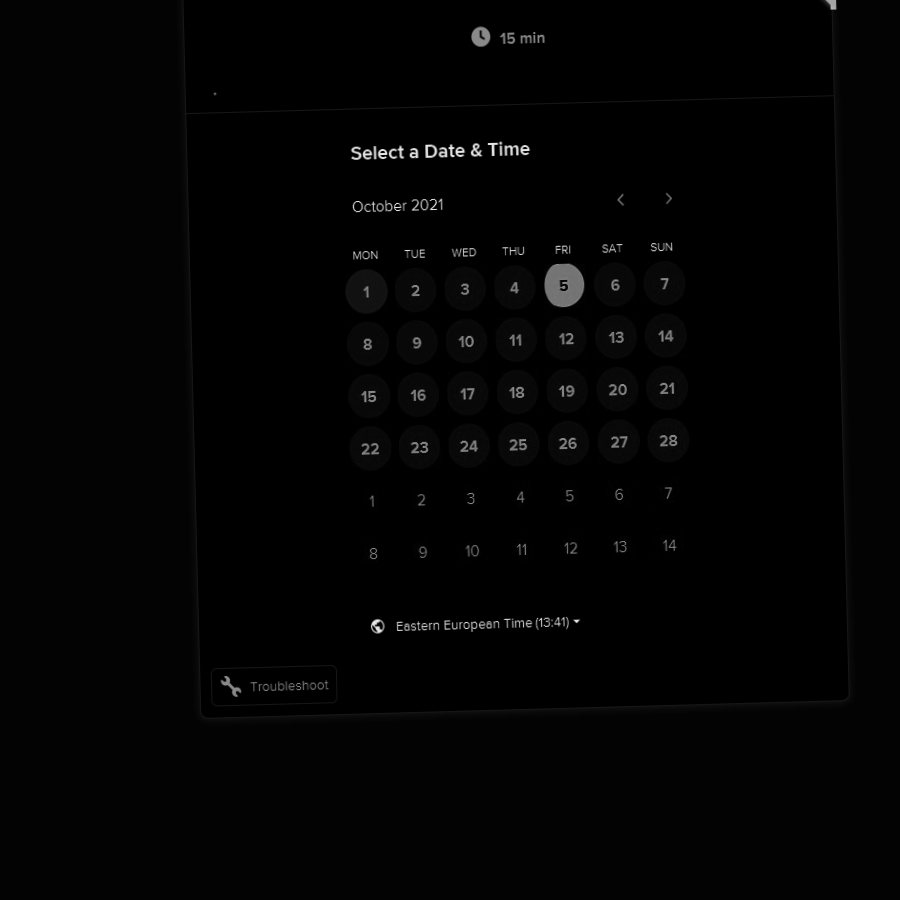 15 min
Select a Date & Time
October 2021
MON TUE WED THU FRI SAT SUN
1 2 3 4 5 6 7
8 9 10 11 12 13 14
15 16 17 18 19 20 21
22 23 24 25 26 27 28
1 2 3 4 5 6 7
8 9 10 11 12 13 14
Eastern European Time (13:41)
Troubleshoot